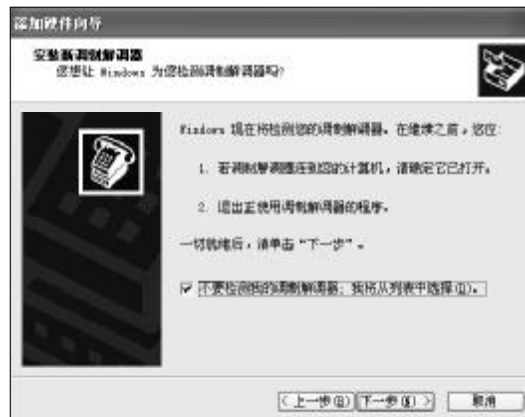 添加硬件向导
安装新调制解调器
您想让 Windows 为您检测调制解调器吗?
Windows 现在将检测您的调制解调器。在继续之前，您应:
1. 若调制解调器连到您的计算机，请确定它已打开。
2. 退出正使用调制解调器的程序。
一切就绪后，请单击“下一步”。
不要检测我的调制解调器；我将从列表中选择(D)。
< 上一步(B)
下一步(N) >
取消